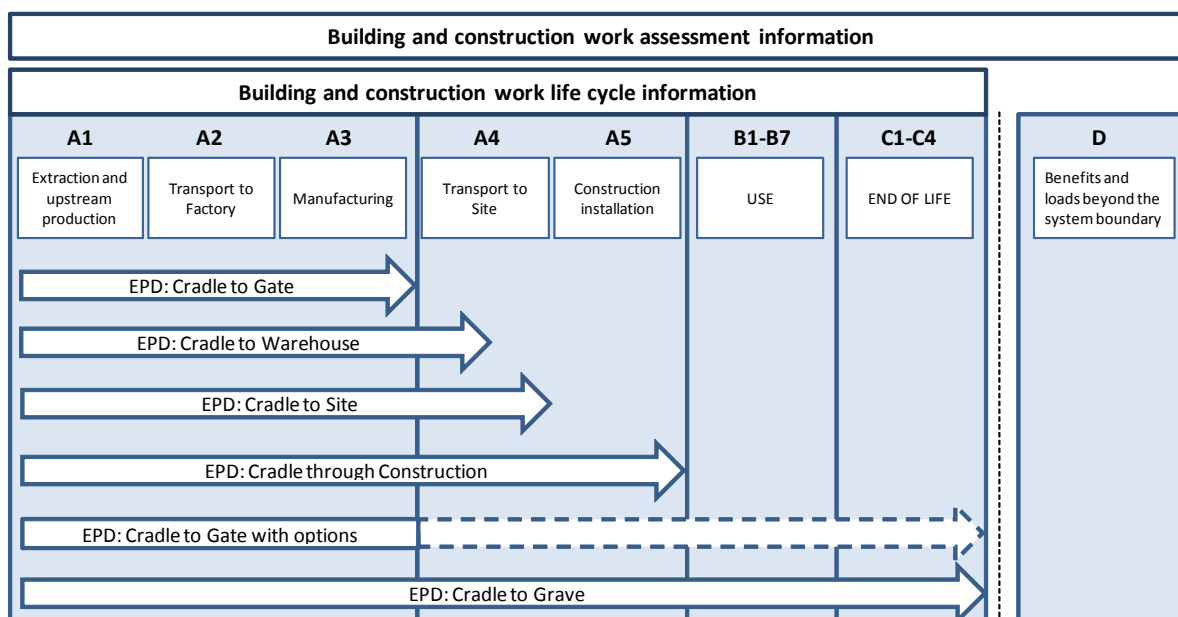 Building and construction work assessment information
Building and construction work life cycle information
A1 A2 A3 A4 A5 B1-B7 C1-C4 D
Extraction and
upstream
production
Transport to
Factory
Manufacturing
Transport to
Site
Construction
installation
USE
END OF LIFE
Benefits and
loads beyond the
system boundary
EPD: Cradle to Gate
EPD: Cradle to Warehouse
EPD: Cradle to Site
EPD: Cradle through Construction
EPD: Cradle to Gate with options
EPD: Cradle to Grave